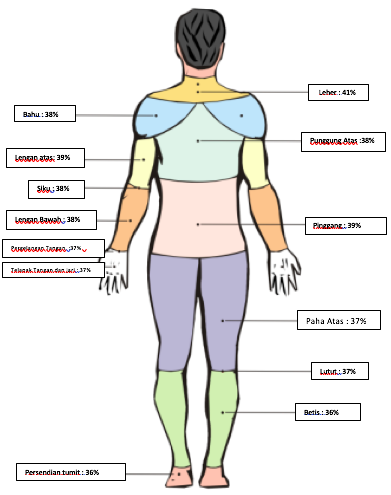 Leher : 41%
Bahu : 38%
Punggung Atas :38%
Lengan atas: 39%
Siku : 38%
Lengan Bawah : 38%
Pinggang : 39%
Pergelangan Tangan :37%
Telapak Tangan dan jari : 37%
Paha Atas : 37%
Lutut : 37%
Betis : 36%
Persendian tumit : 36%